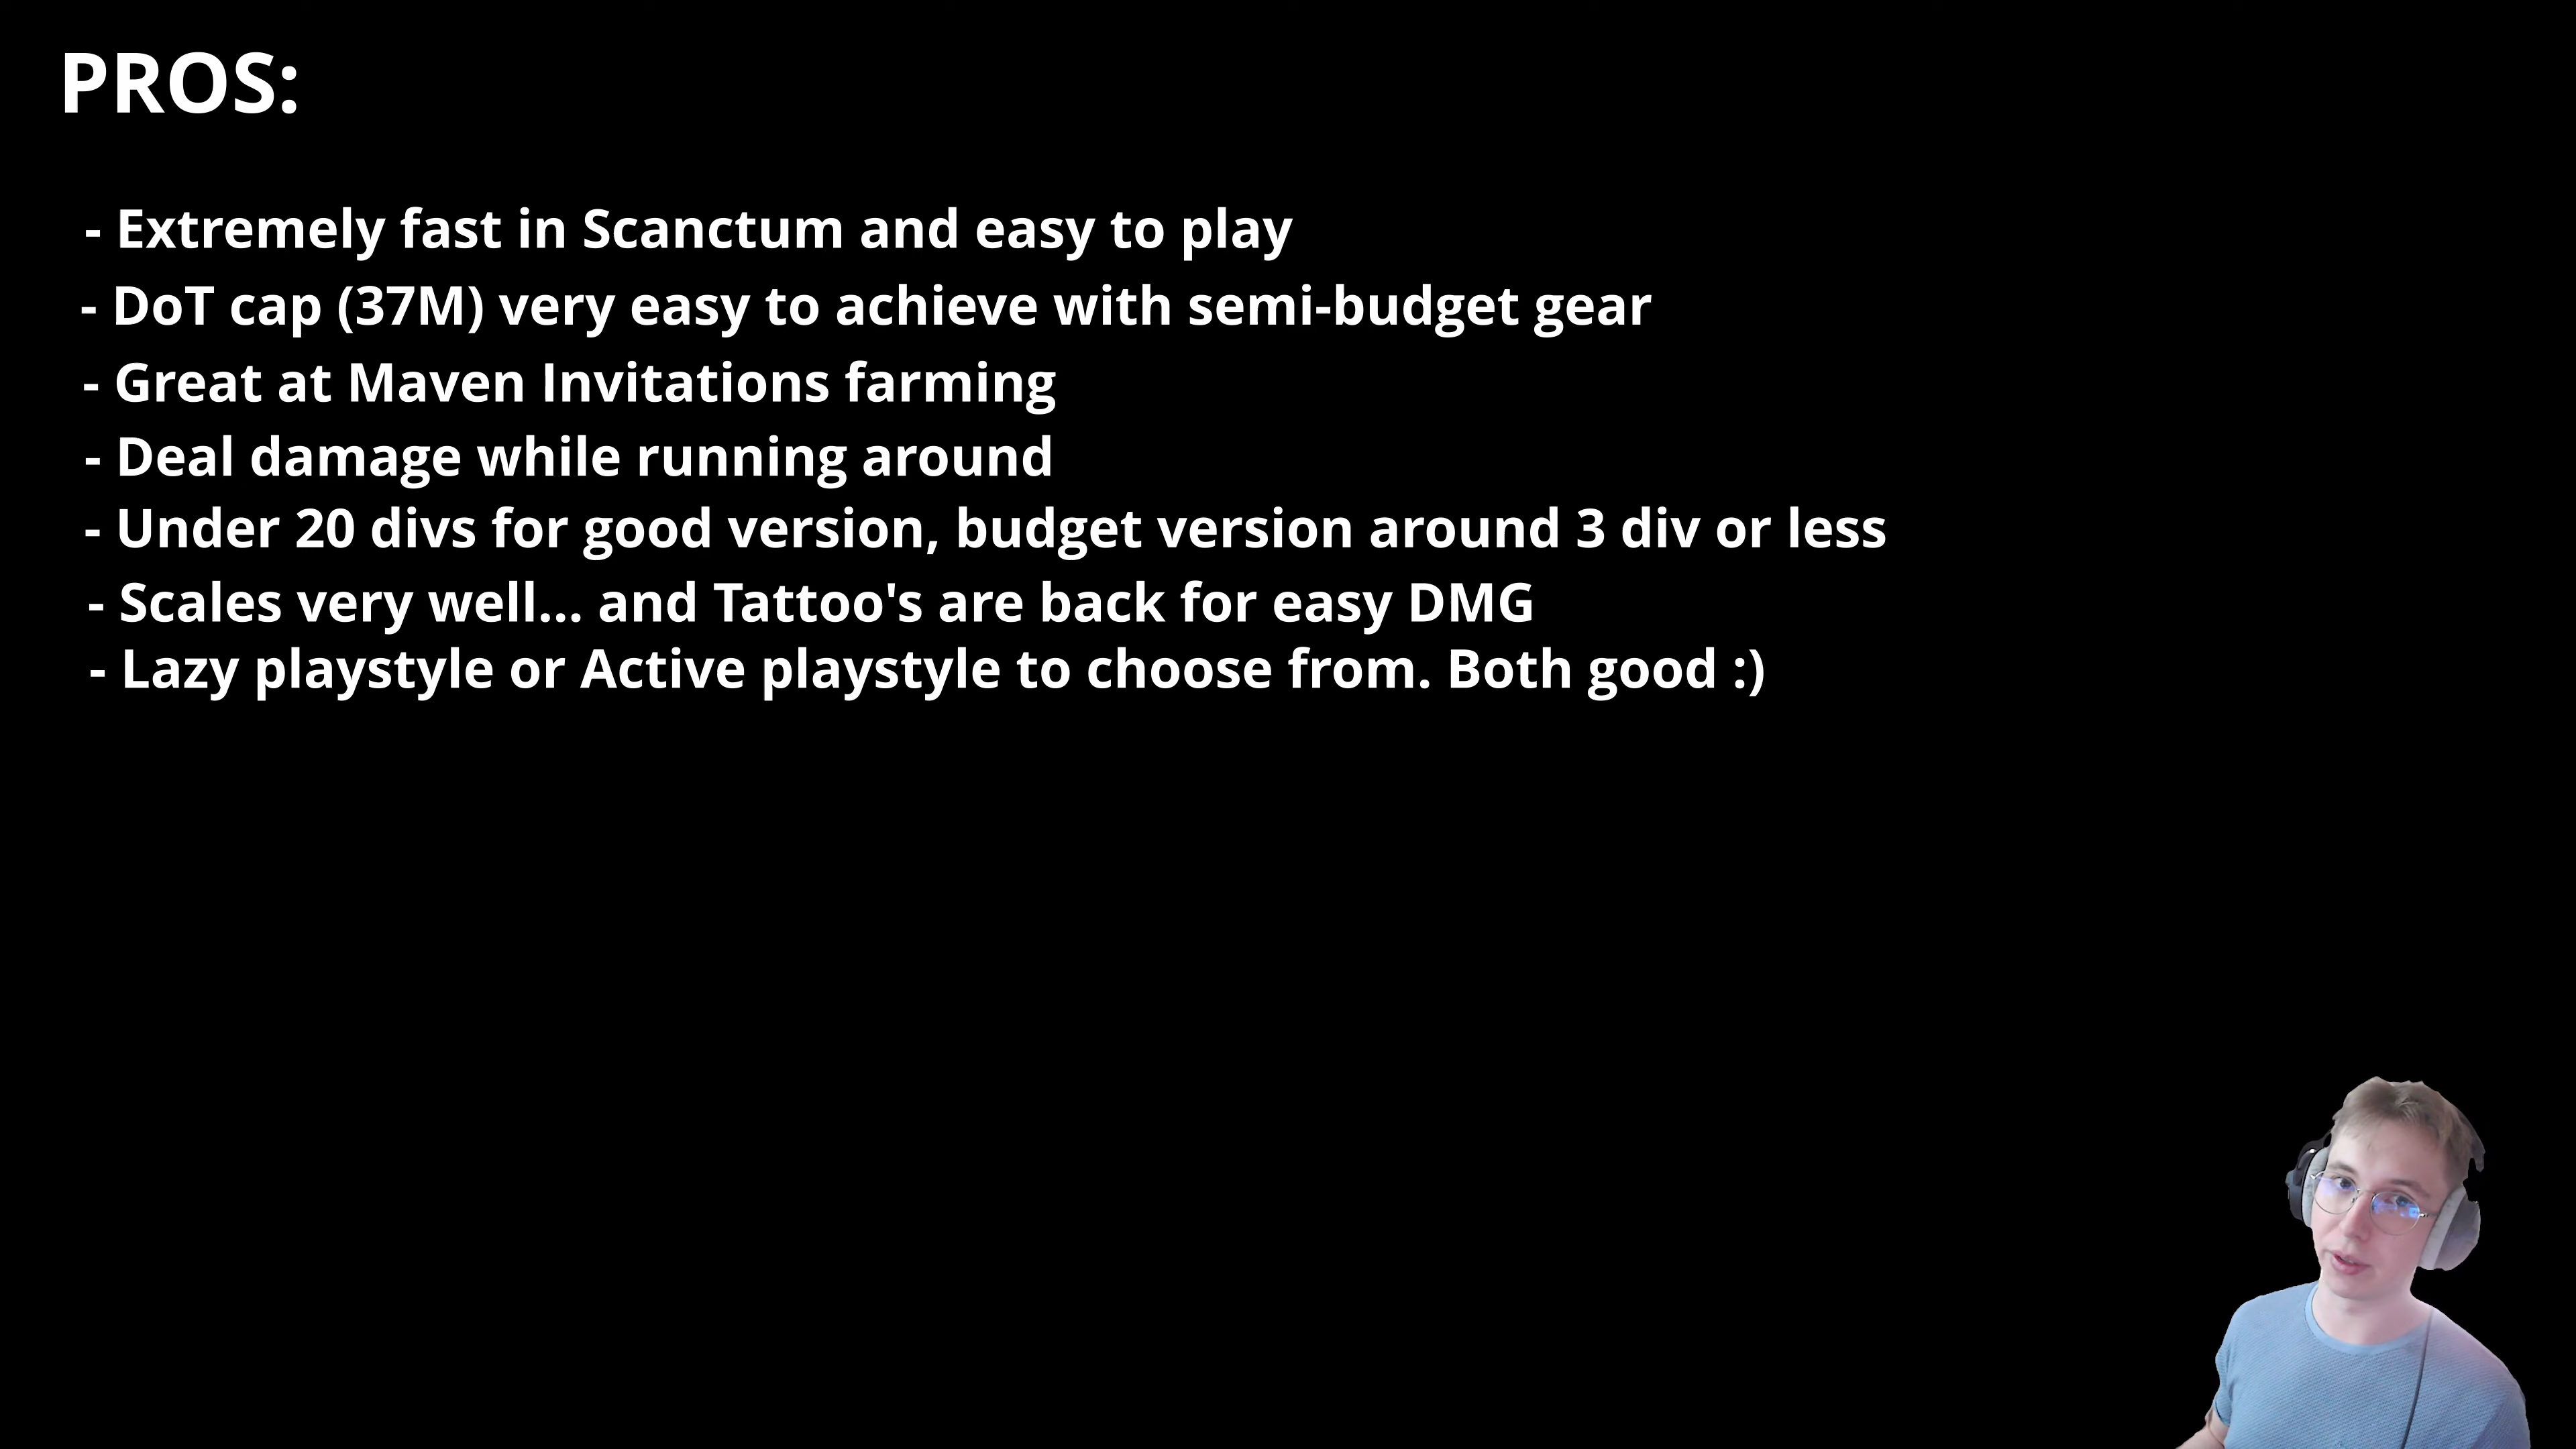 PROS:
- Extremely fast in Scanctum and easy to play
- DoT cap (37M) very easy to achieve with semi-budget gear
- Great at Maven Invitations farming
- Deal damage while running around
- Under 20 divs for good version, budget version around 3 div or less
- Scales very well... and Tattoo's are back for easy DMG
- Lazy playstyle or Active playstyle to choose from. Both good :)